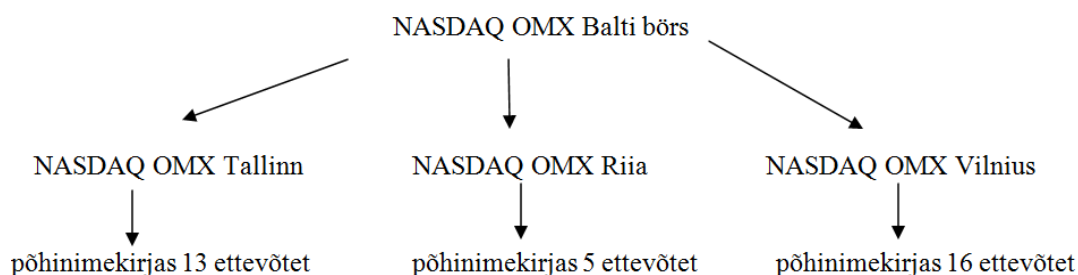 NASDAQ OMX Balti börs
NASDAQ OMX Tallinn
NASDAQ OMX Riia
NASDAQ OMX Vilnius
põhinimekirjas 13 ettevõtet
põhinimekirjas 5 ettevõtet
põhinimekirjas 16 ettevõtet